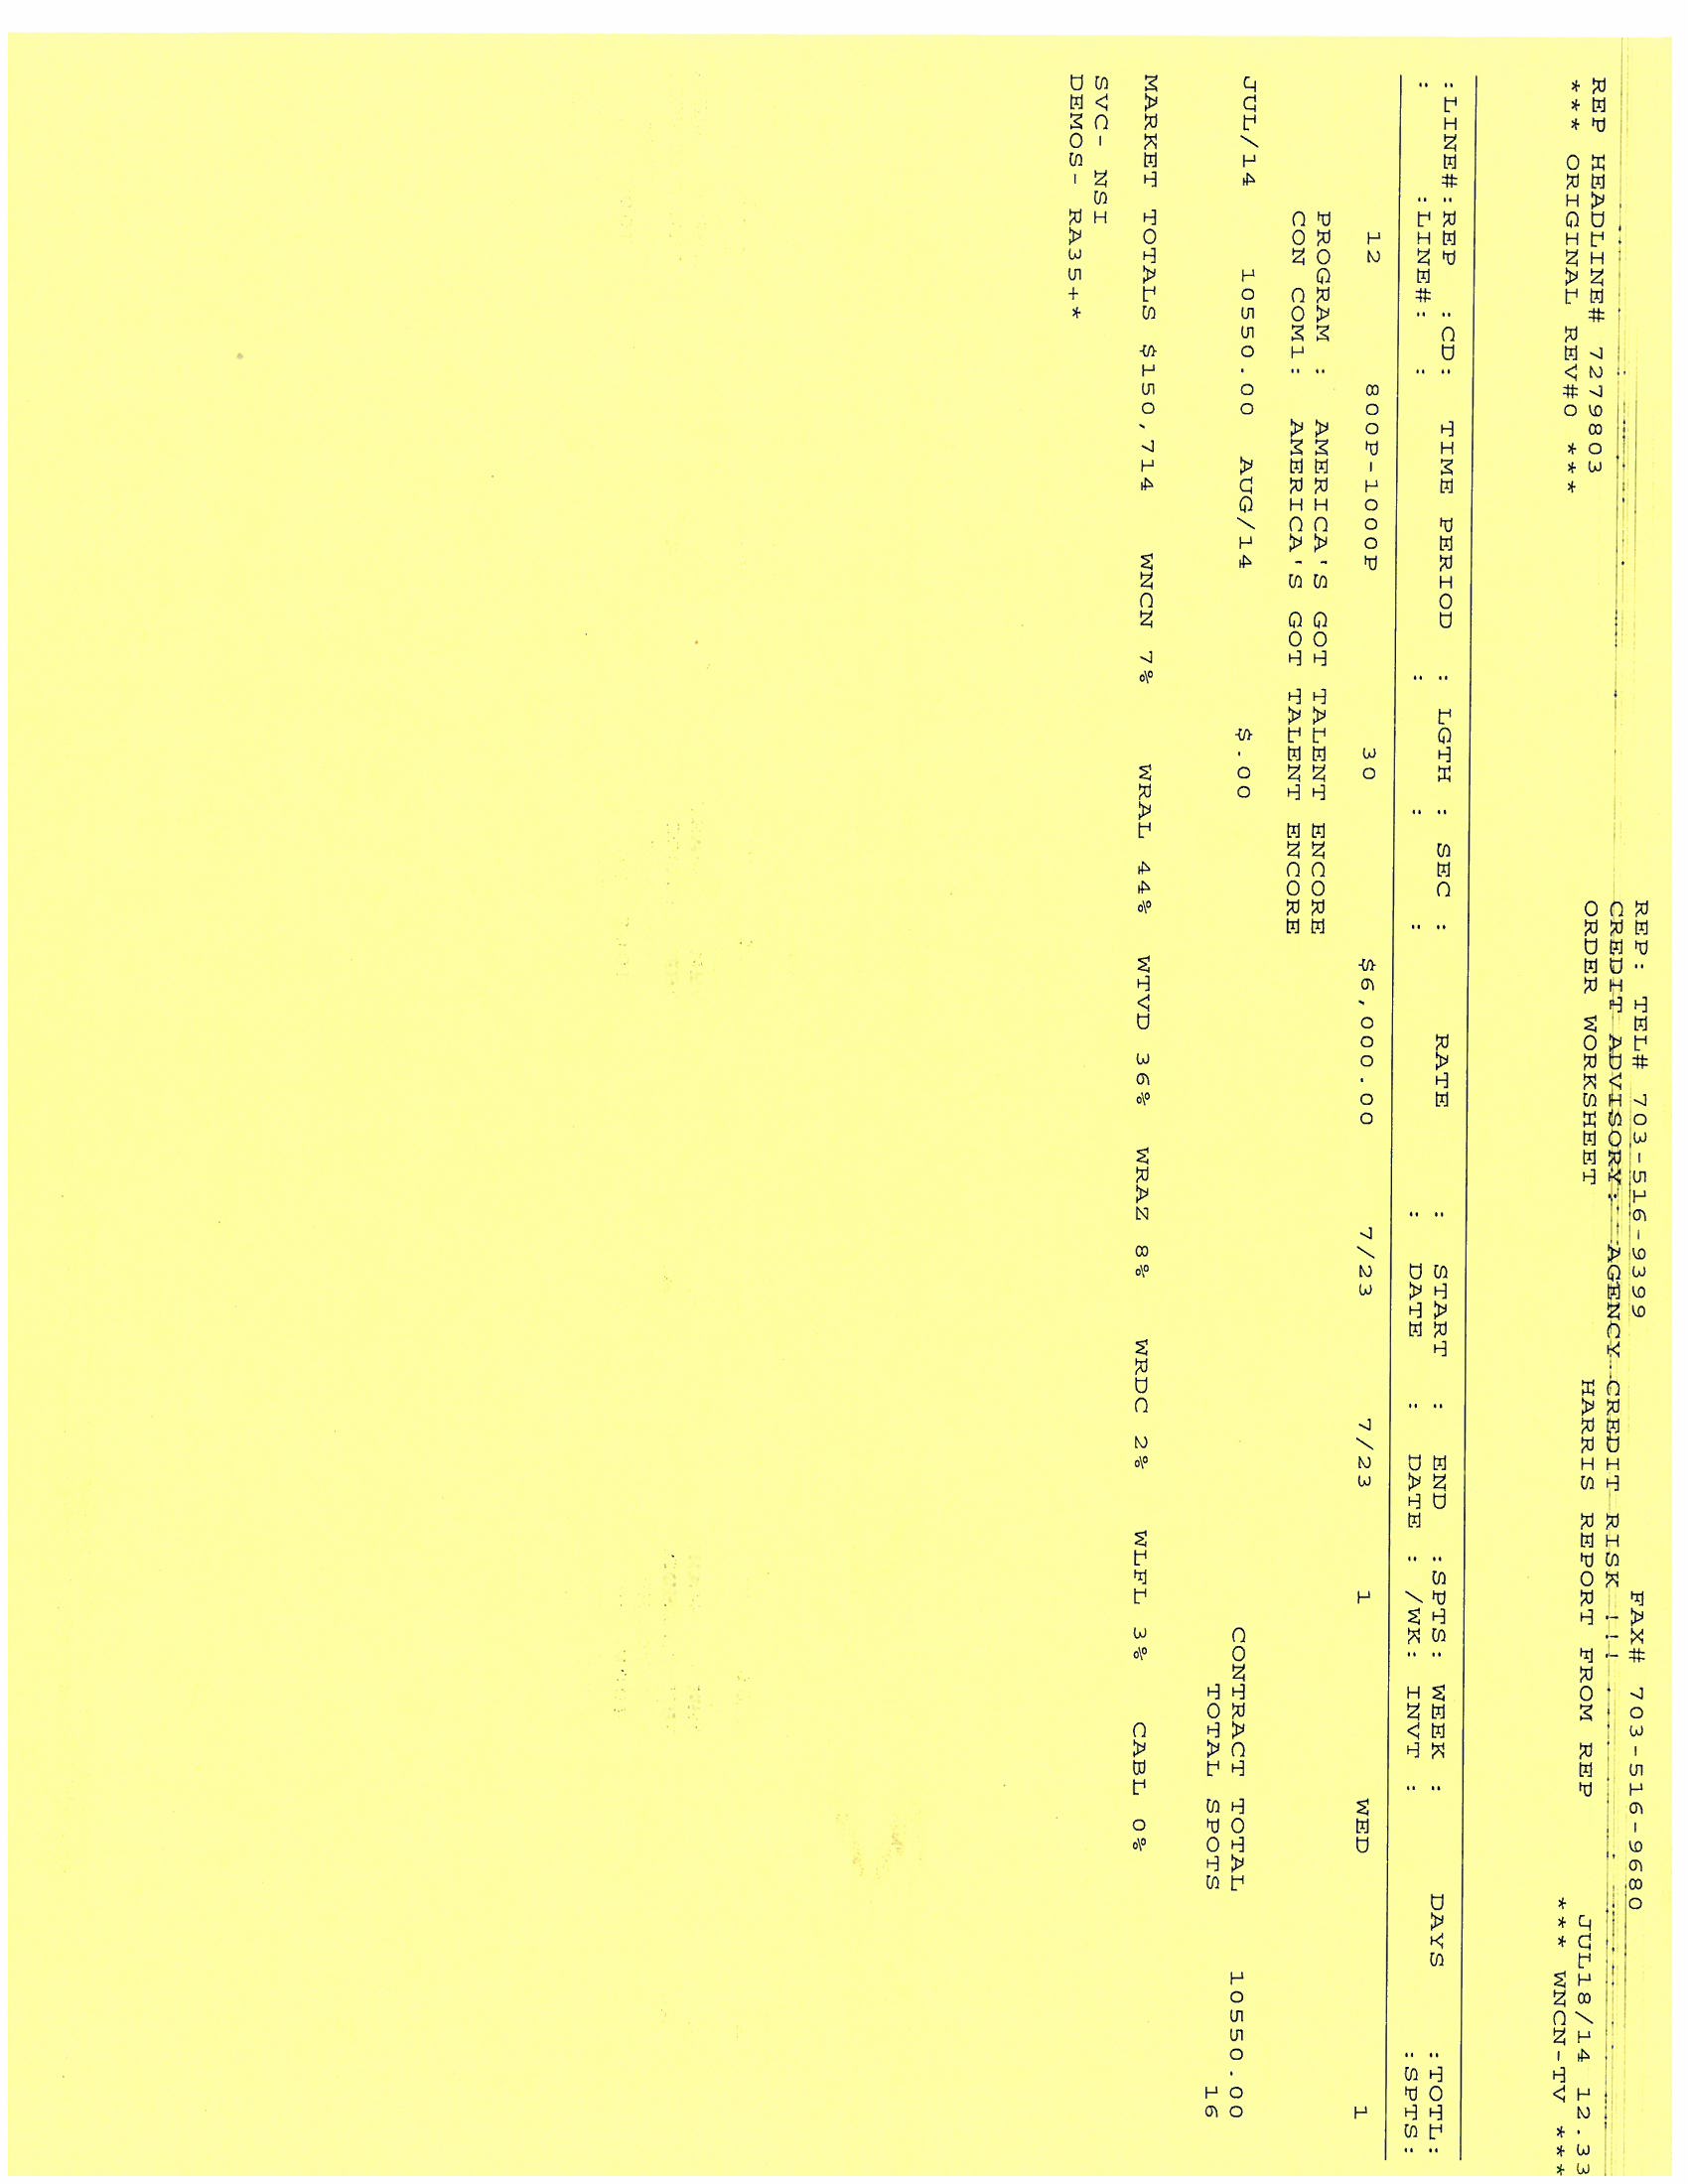 REP: TEL# 703-516-9399 FAX# 703-516-9680
CREDIT ADVISORY: AGENCY CREDIT RISK !!!
REP HEADLINE# 7279803 ORDER WORKSHEET HARRIS REPORT FROM REP JUL18/14 12.33
*** ORIGINAL REV#0 *** *** WNCN-TV ***
:LINE#:REP :CD: TIME PERIOD : LGTH : SEC : RATE : START : END :SPTS: WEEK : DAYS :TOTL:
: :LINE#: : : : : : DATE : DATE : /WK: INVT : :SPTS:
12 800P-1000P 30 $6,000.00 7/23 7/23 1 WED 1
PROGRAM : AMERICA'S GOT TALENT ENCORE
CON COM1: AMERICA'S GOT TALENT ENCORE
JUL/14 10550.00 AUG/14 $.00 CONTRACT TOTAL 10550.00
TOTAL SPOTS 16
MARKET TOTALS $150,714 WNCN 7% WRAL 44% WTVD 36% WRAZ 8% WRDC 2% WLFL 3% CABL 0%
SVC- NSI
DEMOS- RA35+*